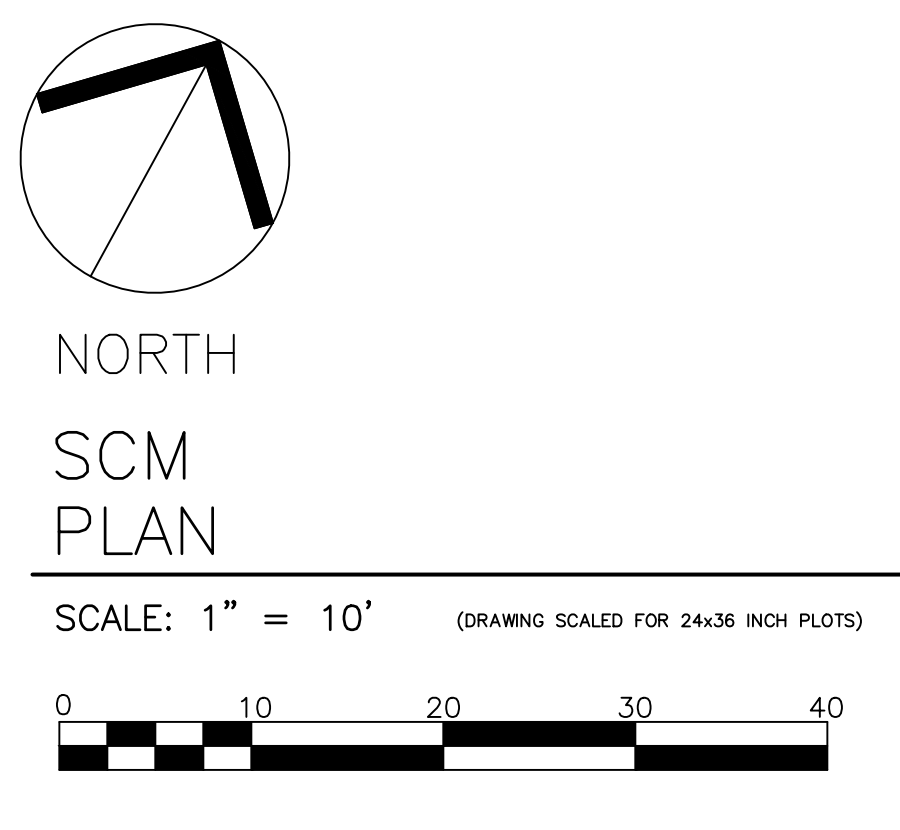 NORTH
SCM
PLAN
SCALE: 1" = 10' (DRAWING SCALED FOR 24x36 INCH PLOTS)
0 10 20 30 40